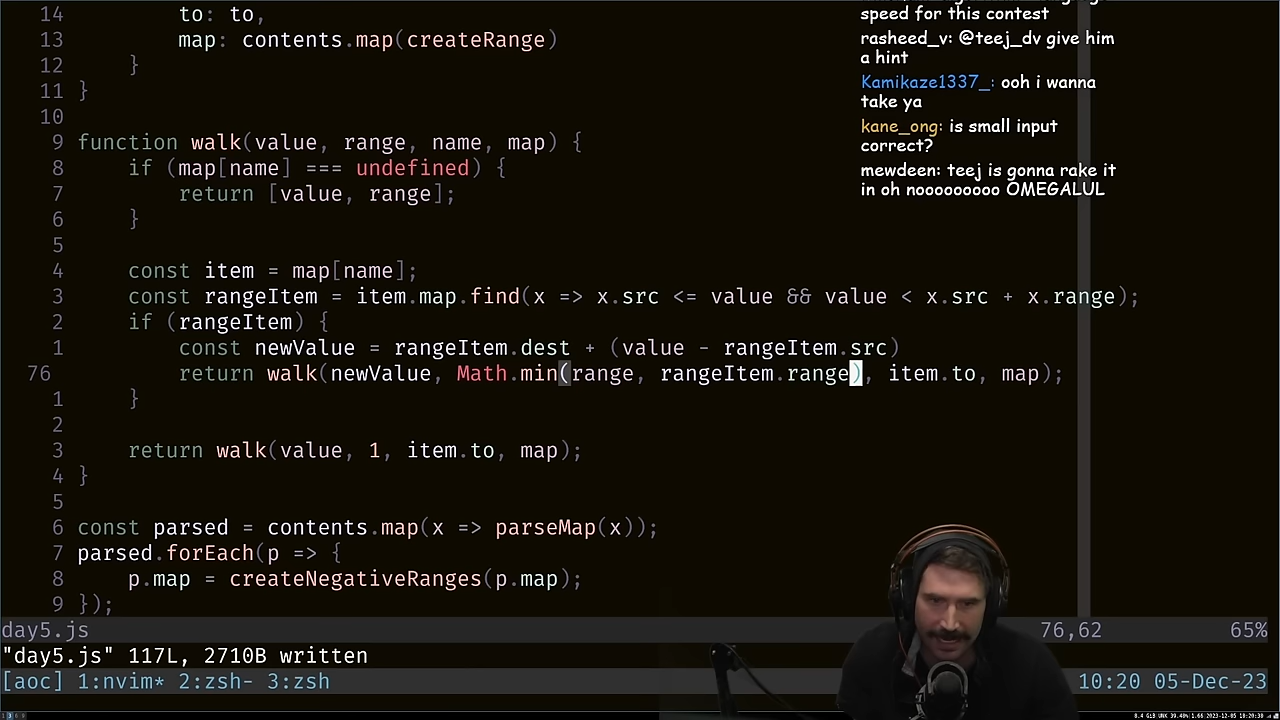 14         to: to,
13         map: contents.map(createRange)
12     }
11 }
10
9 function walk(value, range, name, map) {
8     if (map[name] === undefined) {
7         return [value, range];
6     }
5
4     const item = map[name];
3     const rangeItem = item.map.find(x => x.src <= value && value < x.src + x.range);
2     if (rangeItem) {
1         const newValue = rangeItem.dest + (value - rangeItem.src)
76         return walk(newValue, Math.min(range, rangeItem.range), item.to, map);
1     }
2
3     return walk(value, 1, item.to, map);
4 }
5
6 const parsed = contents.map(x => parseMap(x));
7 parsed.forEach(p => {
8     p.map = createNegativeRanges(p.map);
9 });
day5.js 76,62 65%
"day5.js" 117L, 2710B written
[aoc] 1:nvim* 2:zsh- 3:zsh 10:20 05-Dec-23
speed for this contest
rasheed_v: @teej_dv give him
a hint
Kamikaze1337_: ooh i wanna
take ya
kane_ong: is small input
correct?
mewdeen: teej is gonna rake it
in oh nooooooooo OMEGALUL